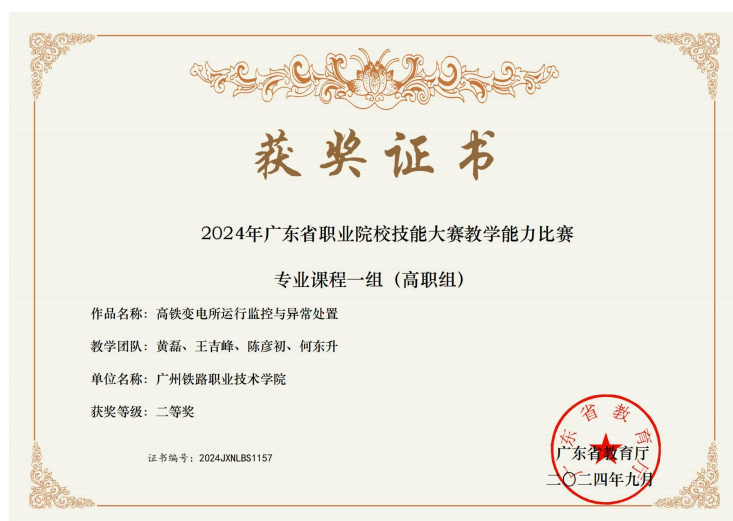 获奖证书
2024年广东省职业院校技能大赛教学能力比赛
专业课程一组（高职组）
作品名称：高铁变电所运行监控与异常处置
教学团队：黄磊、王吉峰、陈彦初、何东升
单位名称：广州铁路职业技术学院
获奖等级：二等奖
证书编号：2024JXNLBS1157
广东省教育厅
广东省教育厅
二〇二四年九月